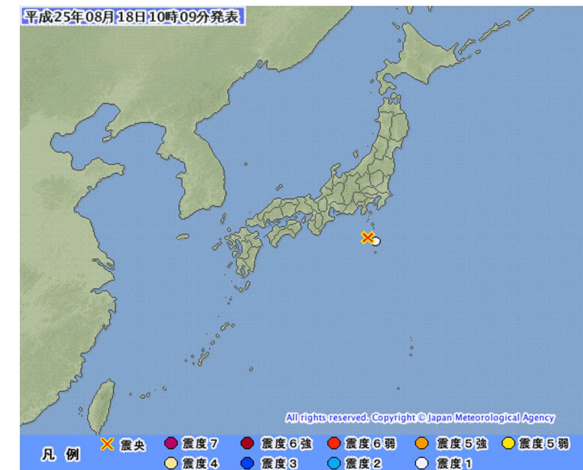 平成25年08月18日10時09分発表
All rights reserved. Copyright © Japan Meteorological Agency
凡 例 震央 震度7 震度6強 震度6弱 震度5強 震度5弱
震度4 震度3 震度2 震度1